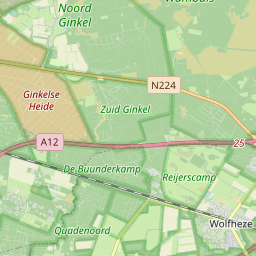 Noord
Ginkel
Ginkelse
Heide
N224
Zuid Ginkel
A12
25
De Buunderkamp
Reijerscamp
Wolfheze
Quadenoord